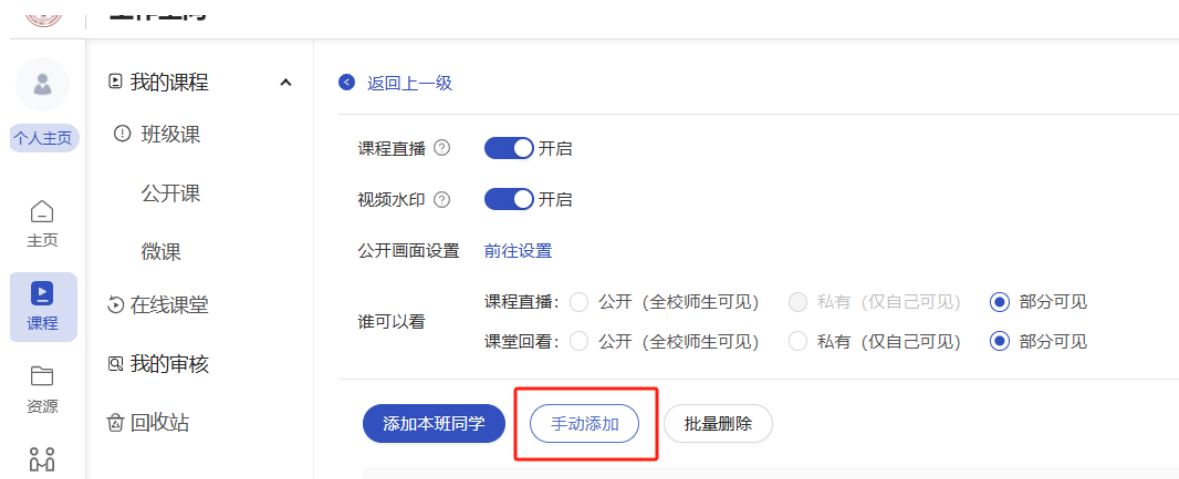 个人主页
主页
课程
资源
我的课程
班级课
公开课
微课
在线课堂
我的审核
回收站
返回上一级
课程直播 开启
视频水印 开启
公开画面设置 前往设置
谁可以看
课程直播: 公开 (全校师生可见) 私有 (仅自己可见) 部分可见
课堂回看: 公开 (全校师生可见) 私有 (仅自己可见) 部分可见
添加本班同学 手动添加 批量删除